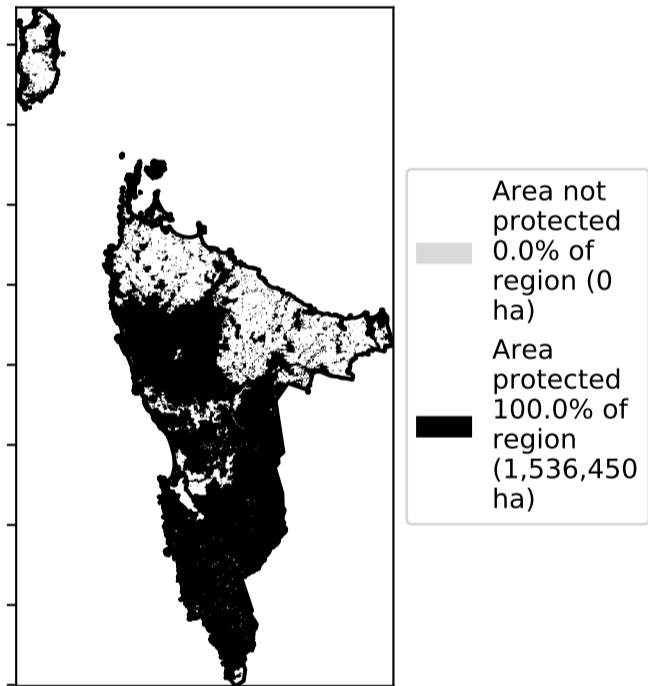 Area not
protected
0.0% of
region (0
ha)
Area
protected
100.0% of
region
(1,536,450
ha)